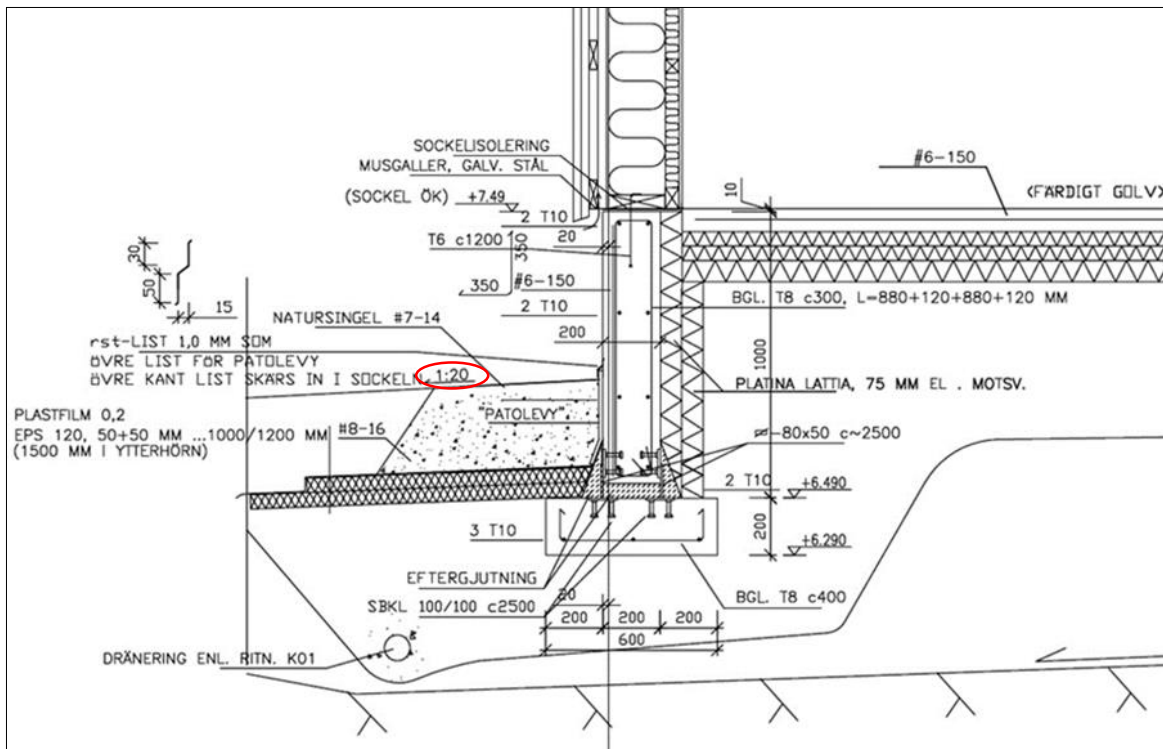 SOCKELISOLERING
MUSGALLER, GALV. STÅL
(SOCKEL ÖK) +7.49
#6-150
(FÄRDIGT GOLV)
10
2 T10
20
T6 c1200
350
350
#6-150
2 T10
BGL. T8 c300, L=880+120+880+120 MM
30
50
15
NATURSINGEL #7-14
200
1000
rst-LIST 1,0 MM SOM
ÖVRE LIST FÖR PATOLEVY
ÖVRE KANT LIST SKÄRS IN I SOCKELN
1:20
PLATINA LATTIA, 75 MM EL . MOTSV.
"PATOLEVY"
PLASTFILM 0,2
EPS 120, 50+50 MM ...1000/1200 MM
(1500 MM I YTTERHÖRN)
#8-16
-80x50 c~2500
2 T10
+6.490
200
3 T10
+6.290
EFTERGJUTNING
20
SBKL 100/100 c2500
BGL. T8 c400
200
200
200
600
DRÄNERING ENL. RITN. K01